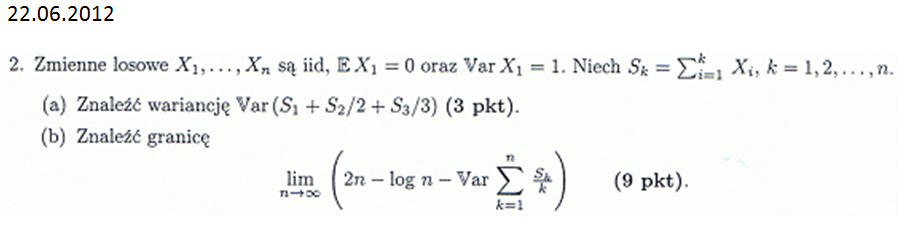 22.06.2012
2. Zmienne losowe X₁, …, Xₙ są iid, 𝔼 X₁ = 0 oraz 𝕍ar X₁ = 1. Niech Sₖ = ∑ᵢ₌₁ᵏ Xᵢ, k = 1, 2, …, n.
(a) Znaleźć wariancję 𝕍ar (S₁ + S₂/2 + S₃/3) (3 pkt).
(b) Znaleźć granicę
lim_{n→∞} (2n − log n − 𝕍ar ∑_{k=1}^{n} Sₖ/k) (9 pkt).